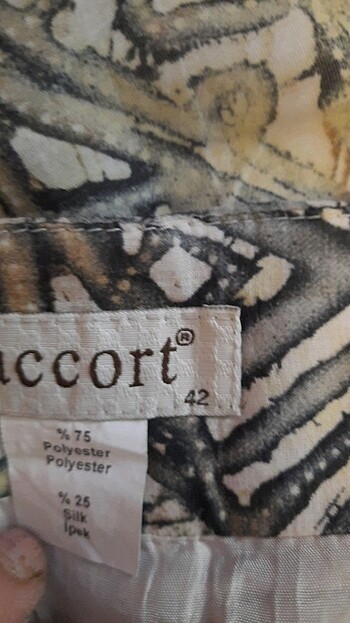 accort®
42
% 75
Polyester
Polyester
% 25
Silk
İpek